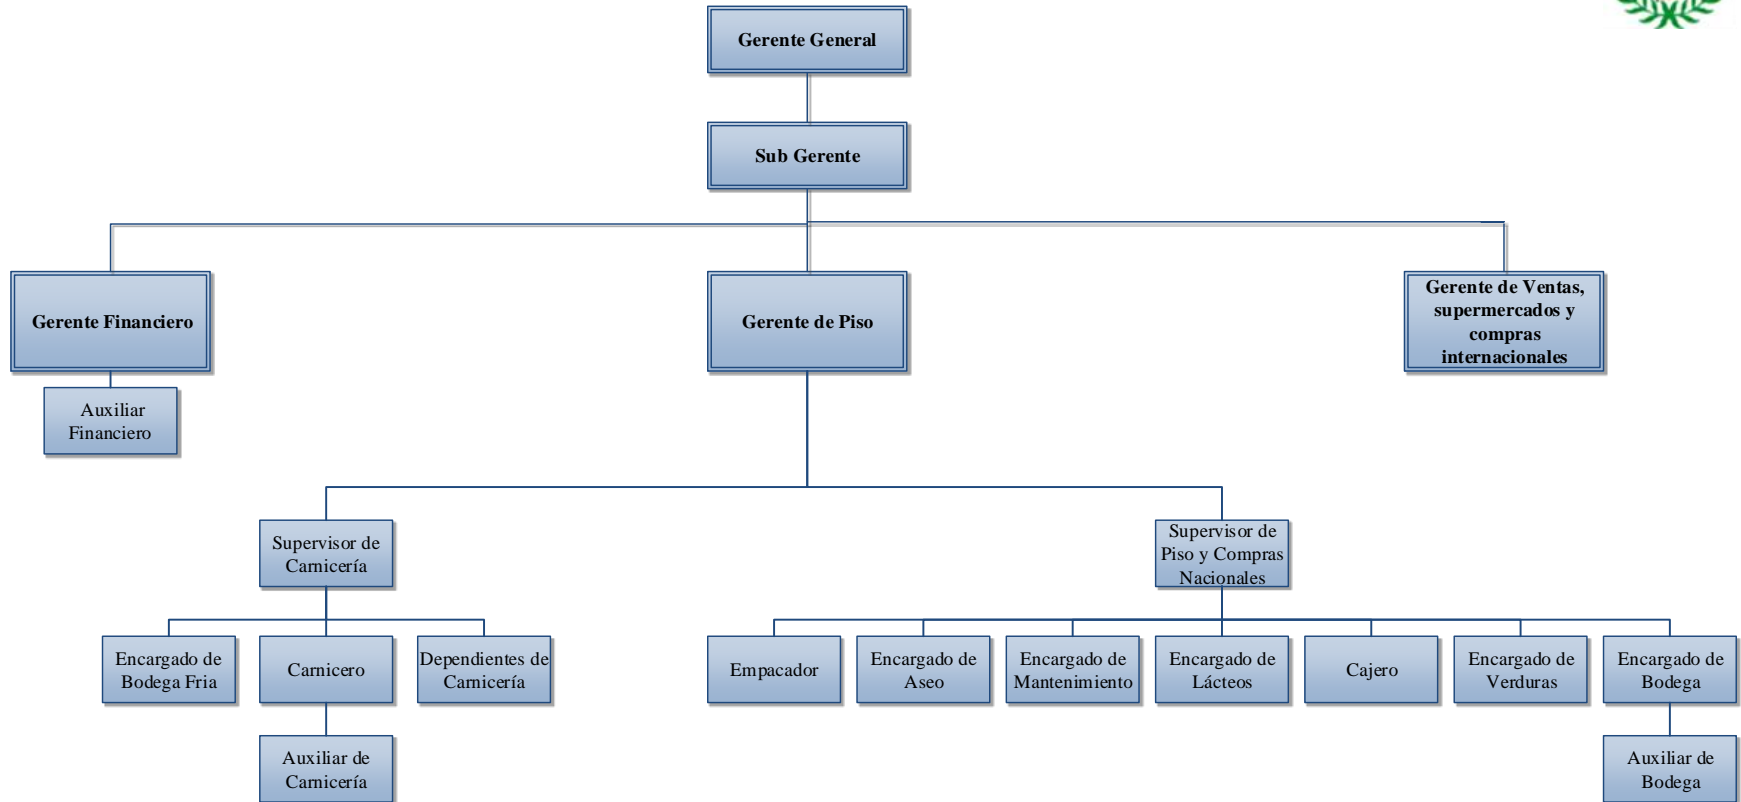 Gerente General
Sub Gerente
Gerente Financiero
Gerente de Piso
Gerente de Ventas,
supermercados y
compras
internacionales
Auxiliar
Financiero
Supervisor de
Carnicería
Supervisor de
Piso y Compras
Nacionales
Encargado de
Bodega Fria
Carnicero
Dependientes de
Carnicería
Empacador
Encargado de
Aseo
Encargado de
Mantenimiento
Encargado de
Lácteos
Cajero
Encargado de
Verduras
Encargado de
Bodega
Auxiliar de
Carnicería
Auxiliar de
Bodega